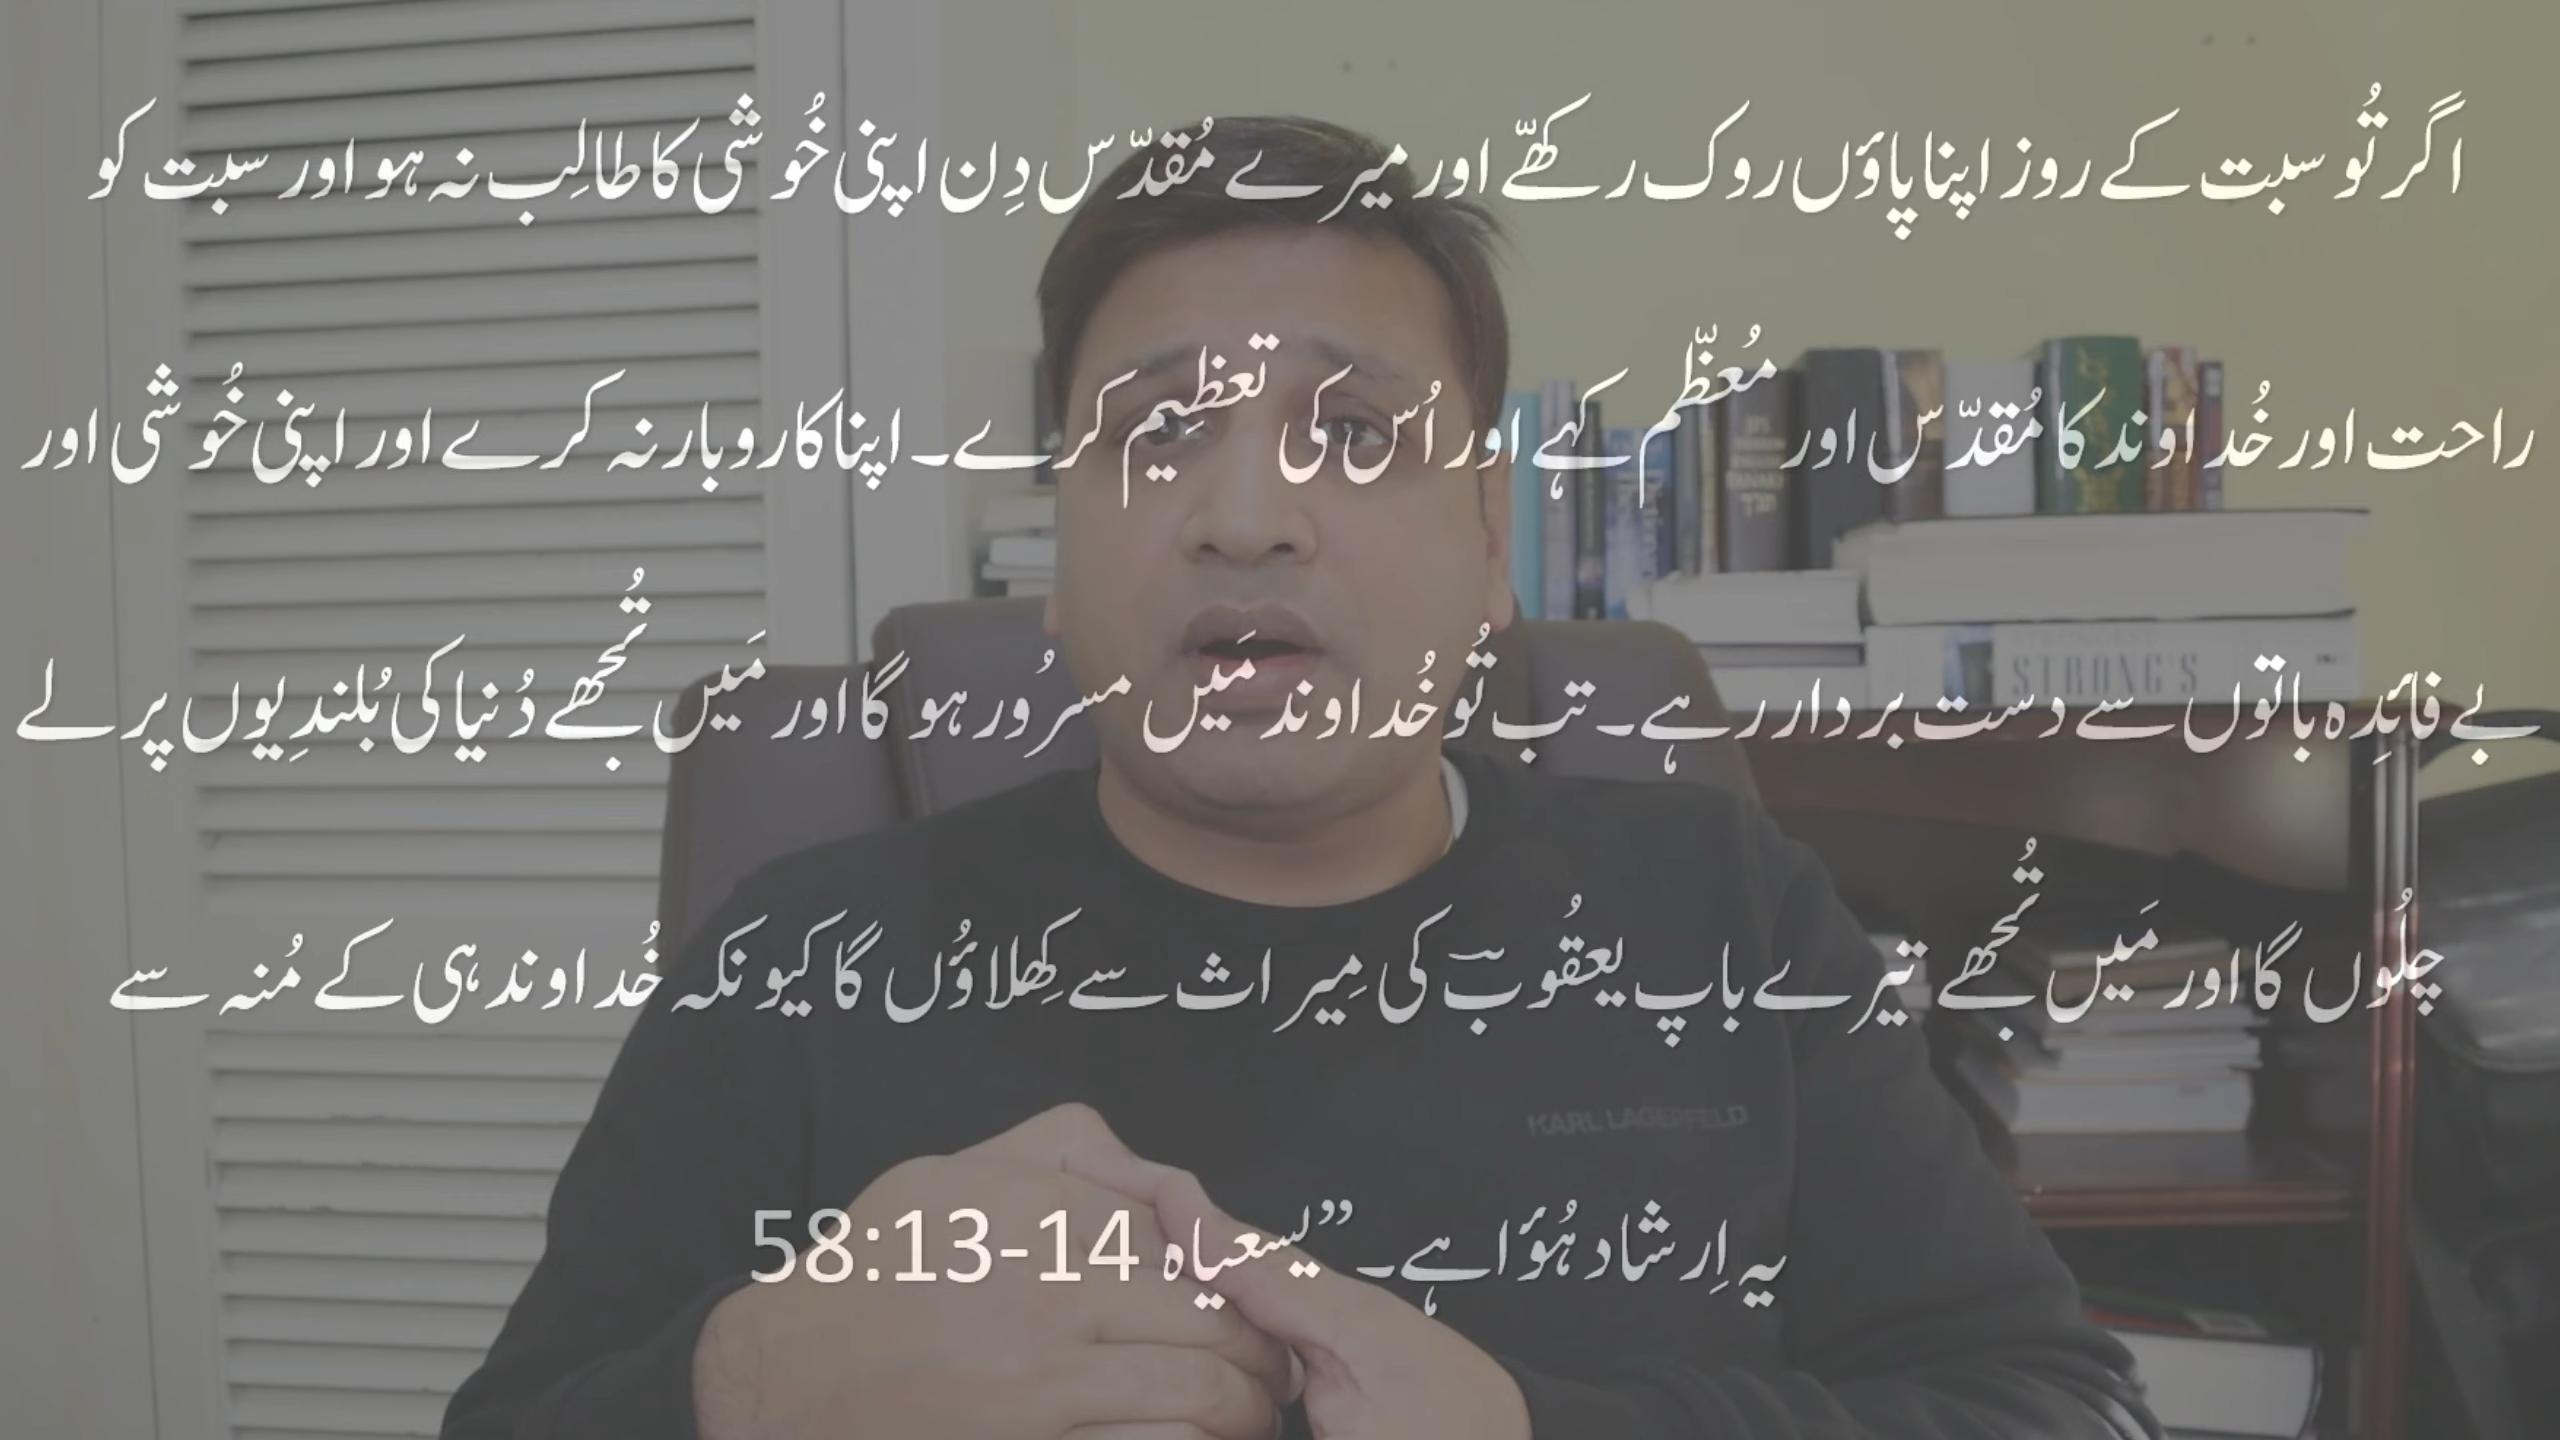 اگر تُو سبت کے روز اپنا پاؤں روک رکھّے اور میرے مُقدّس دِن اپنی خُوشی کا طالِب نہ ہو اور سبت کو
راحت اور خُداوند کا مُقدّس اور مُعظّم کہے اور اُس کی تعظِیم کرے۔ اپنا کاروبار نہ کرے اور اپنی خُوشی اور
بے فائِدہ باتوں سے دست بردار رہے۔ تب تُو خُداوند مَیں مسرُور ہو گا اور مَیں تُجھے دُنیا کی بُلندِیوں پر لے
چلُوں گا اور مَیں تُجھے تیرے باپ یعقُوبؔ کی مِیراث سے کِھلاؤُں گا کیونکہ خُداوند ہی کے مُنہ سے
یہ اِرشاد ہُؤا ہے۔” یسعیاہ 14-58:13
STRONG'S
KARL LAGERFELD